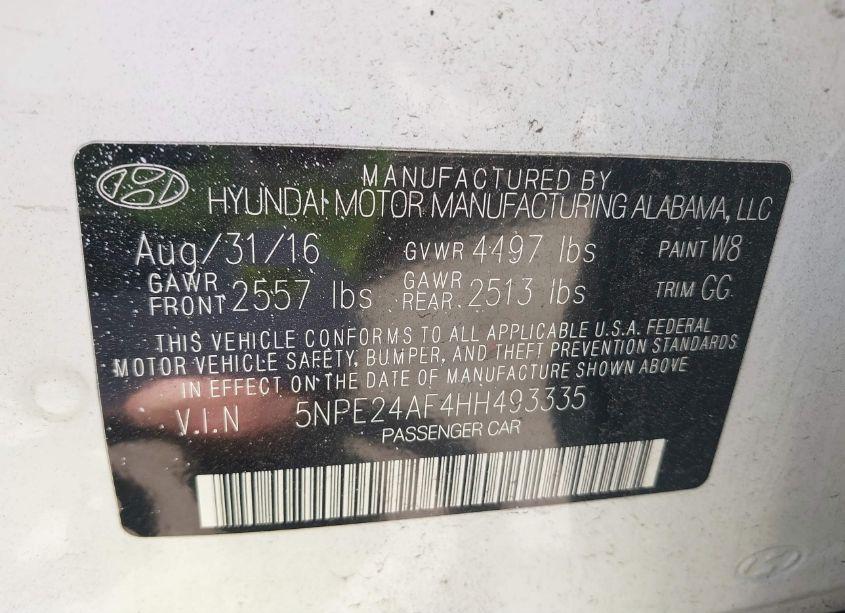 MANUFACTURED BY
HYUNDAI MOTOR MANUFACTURING ALABAMA, LLC
Aug/31/16 GVWR 4497 lbs PAINT W8
GAWR FRONT 2557 lbs GAWR REAR. 2513 lbs TRIM GG
THIS VEHICLE CONFORMS TO ALL APPLICABLE U.S.A. FEDERAL
MOTOR VEHICLE SAFETY, BUMPER, AND THEFT PREVENTION STANDARDS
IN EFFECT ON THE DATE OF MANUFACTURE SHOWN ABOVE
V.I.N 5NPE24AF4HH493335
PASSENGER CAR